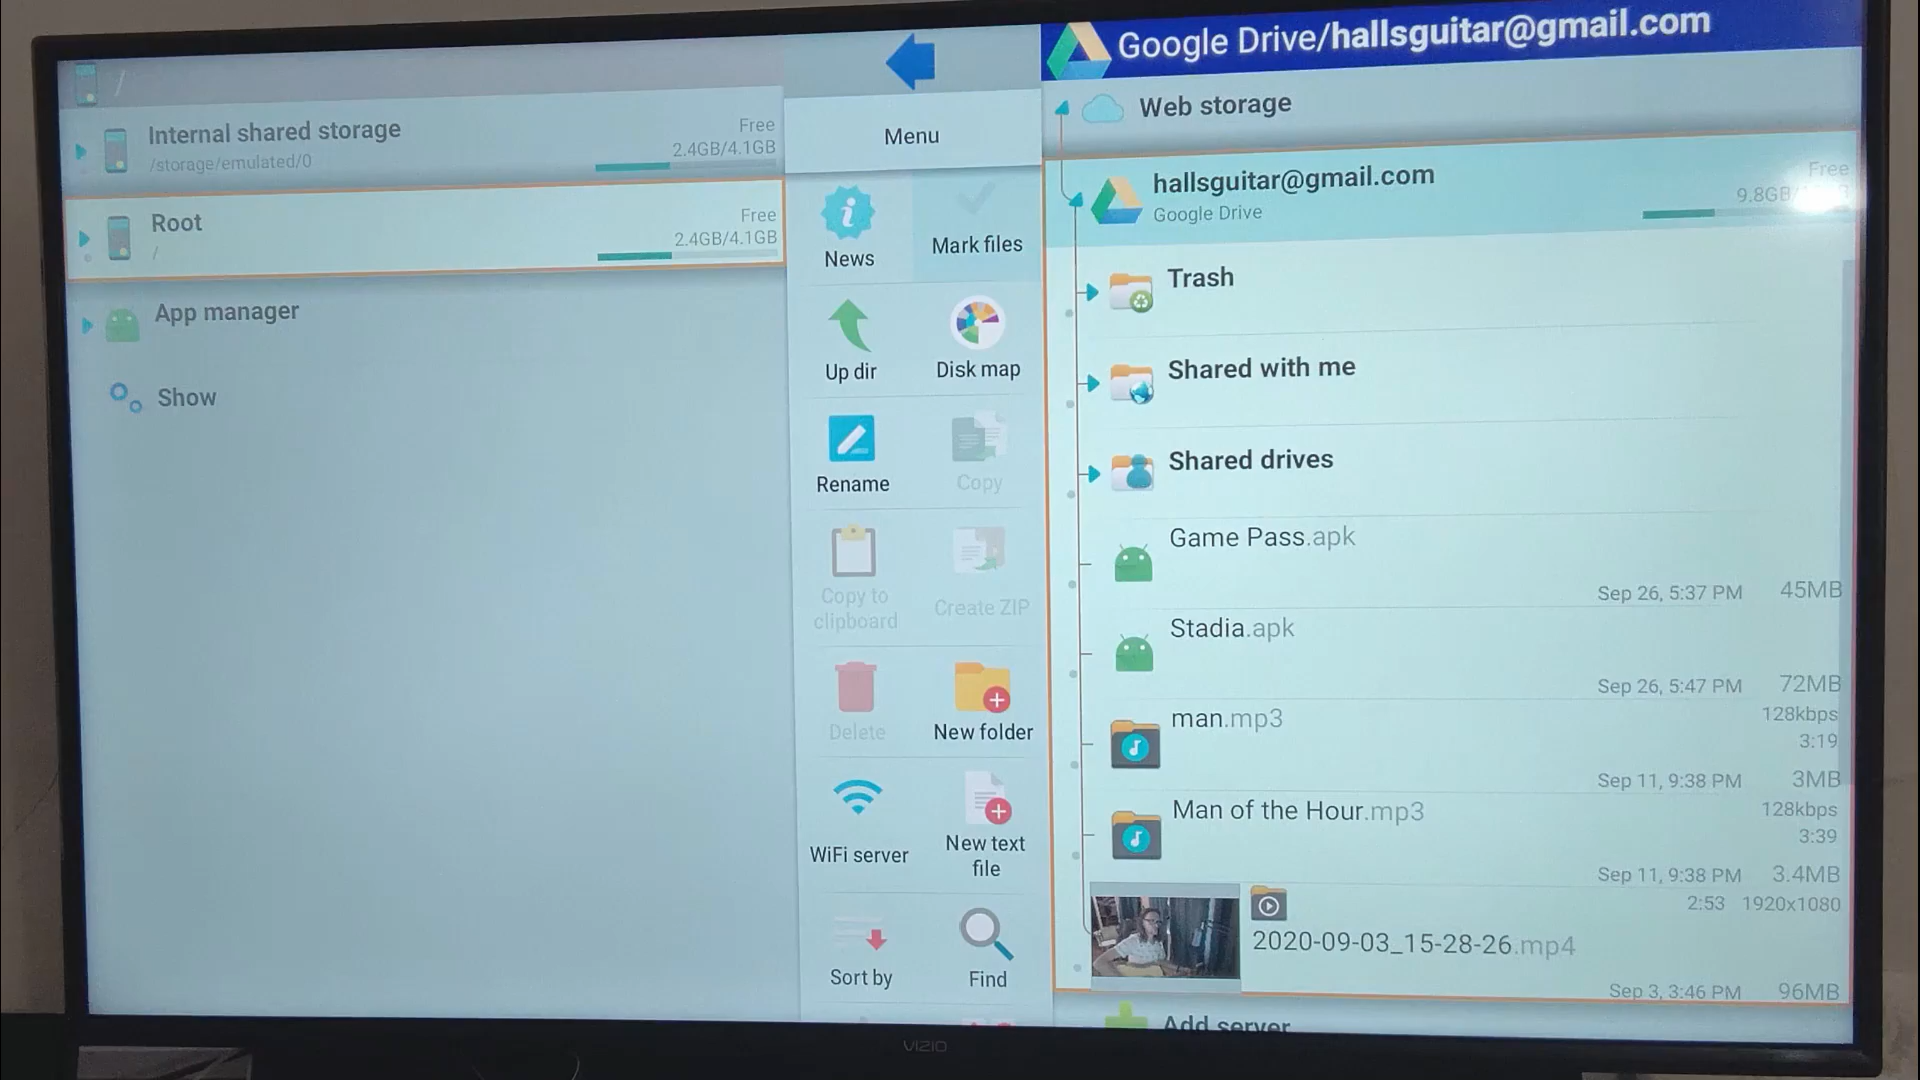 /
Internal shared storage
/storage/emulated/0
Free
2.4GB/4.1GB
Root
/
Free
2.4GB/4.1GB
App manager
Show
Menu
News
Mark files
Up dir
Disk map
Rename
Copy
Copy to
clipboard
Create ZIP
Delete
New folder
WiFi server
New text
file
Sort by
Find
Google Drive/hallsguitar@gmail.com
Web storage
hallsguitar@gmail.com
Google Drive
Free
9.8GB/
Trash
Shared with me
Shared drives
Game Pass.apk
Sep 26, 5:37 PM 45MB
Stadia.apk
Sep 26, 5:47 PM 72MB
man.mp3
128kbps
3:19
Sep 11, 9:38 PM 3MB
Man of the Hour.mp3
128kbps
3:39
Sep 11, 9:38 PM 3.4MB
2:53 1920x1080
2020-09-03_15-28-26.mp4
Sep 3, 3:46 PM 96MB
Add server
VIZIO